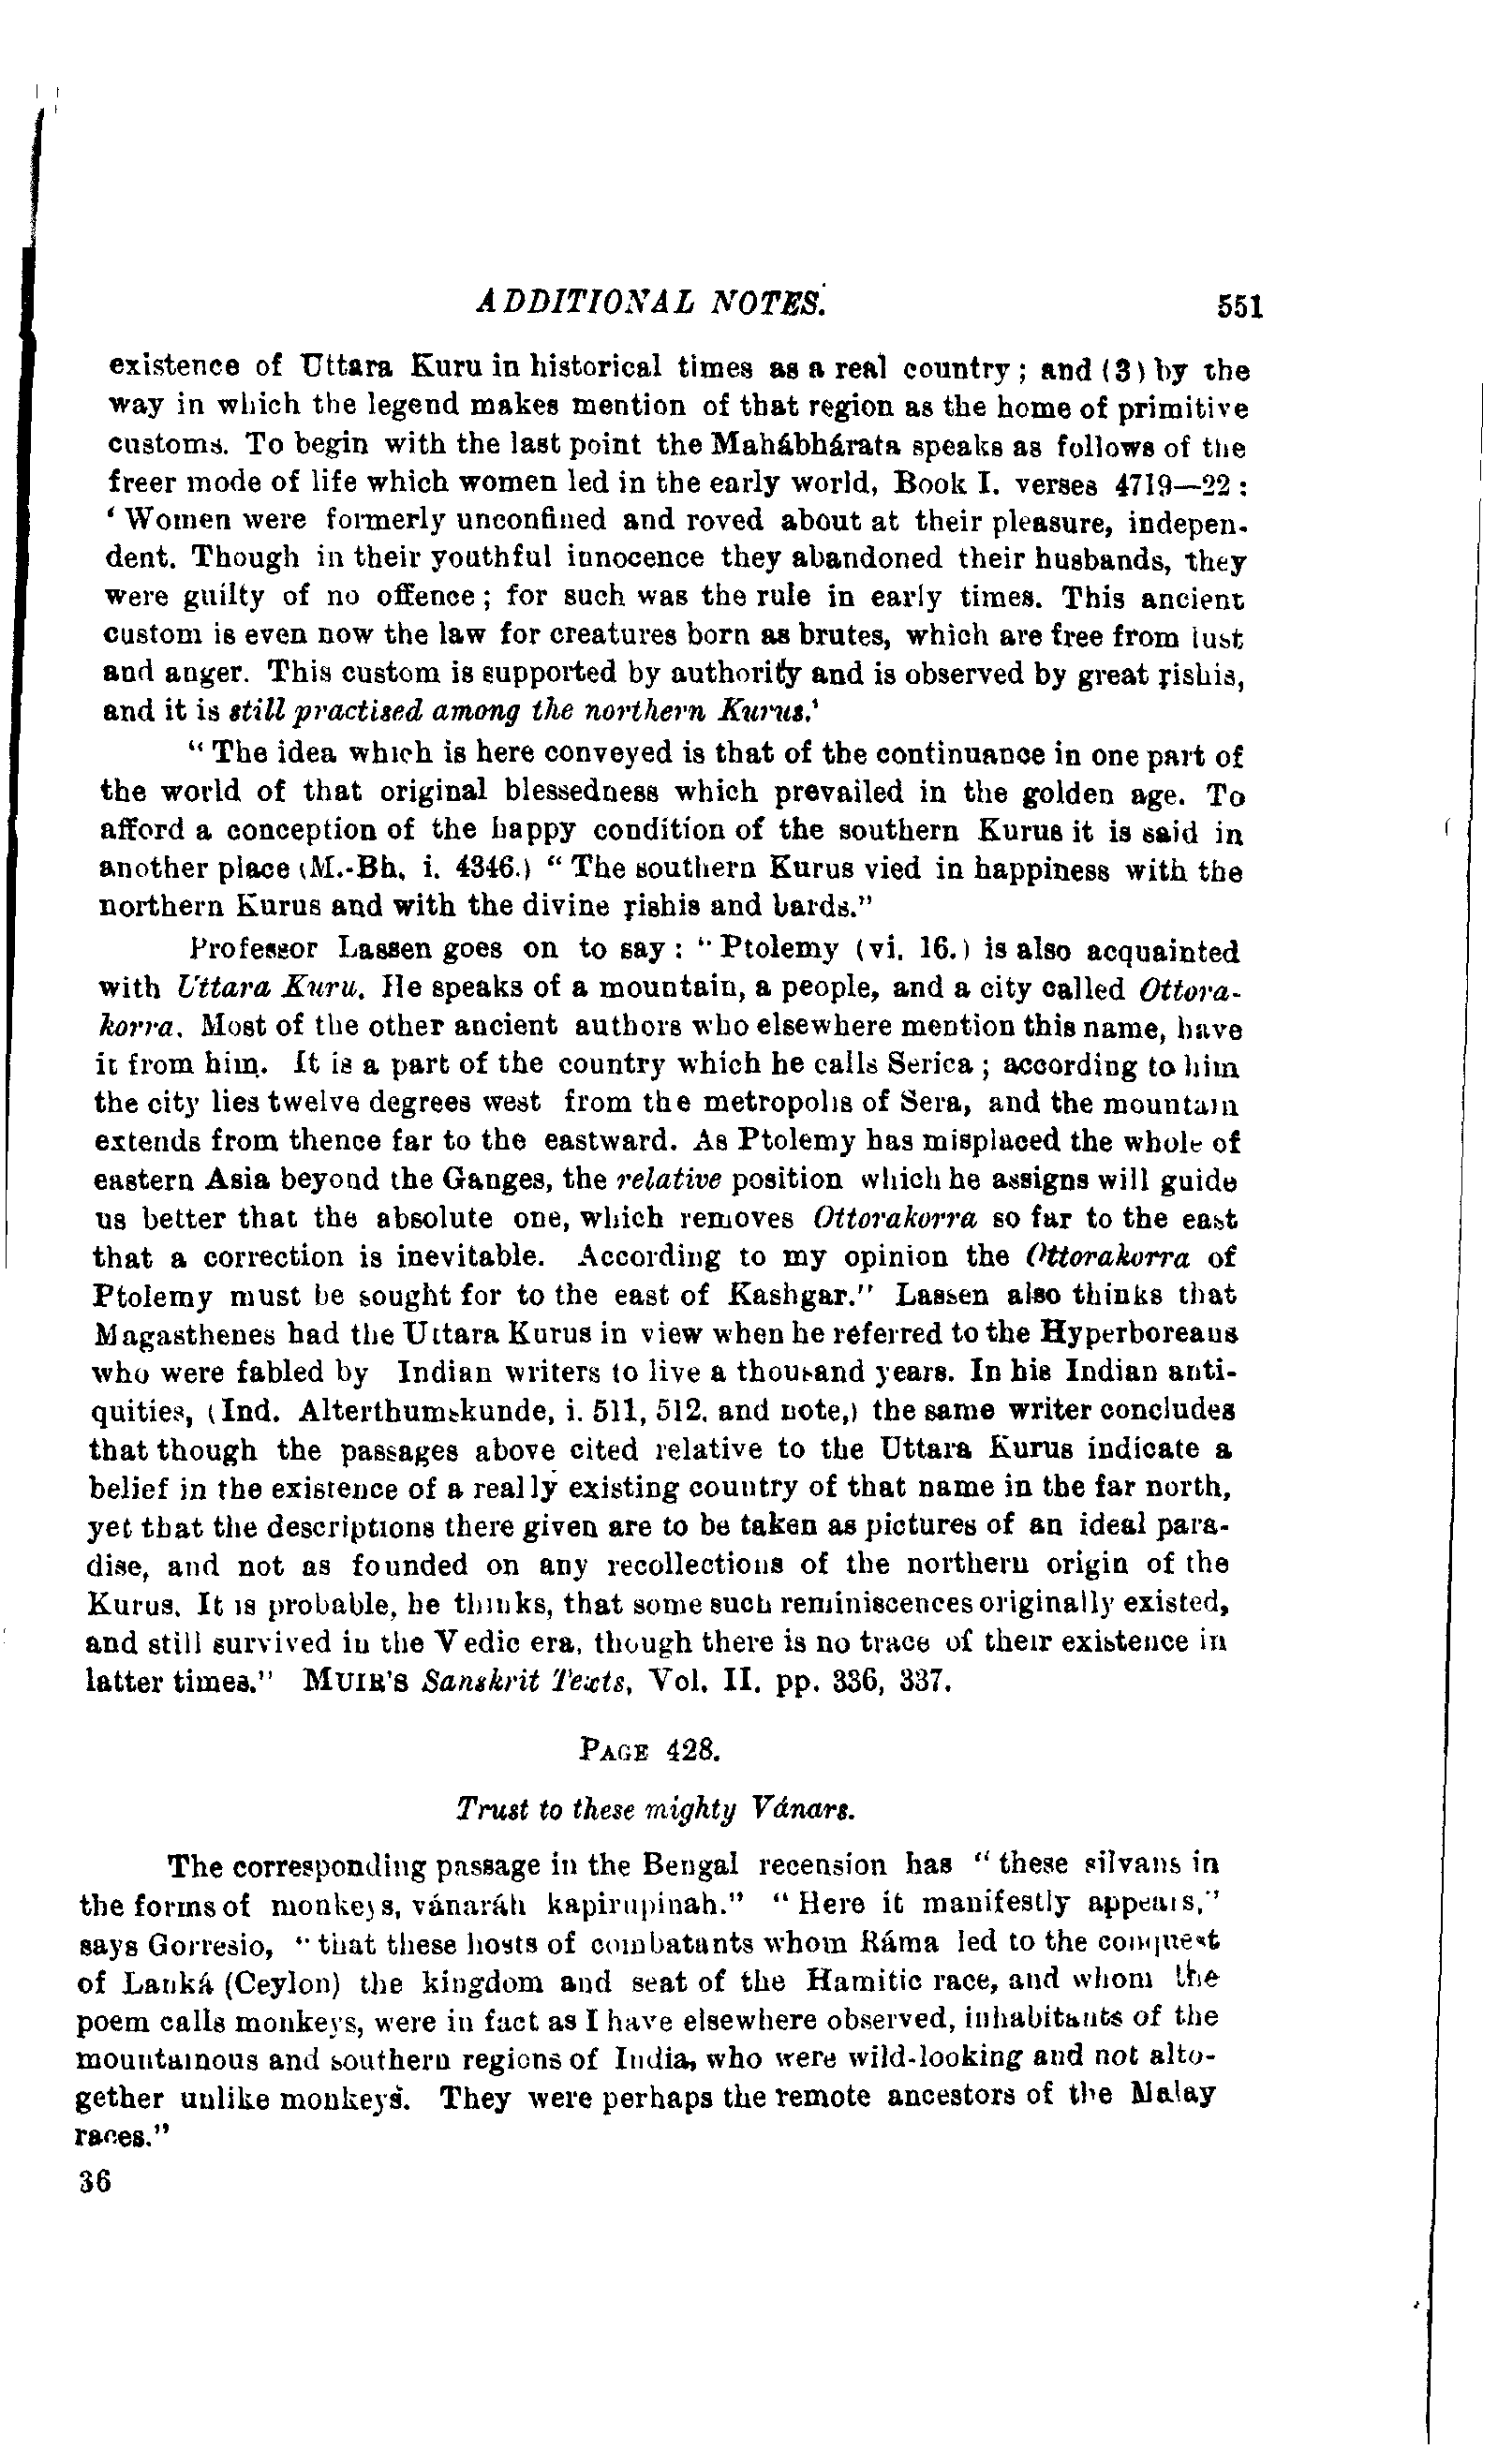 ADDITIONAL NOTES. 551
existence of Uttara Kuru in historical times as a real country; and (3) by the
way in which the legend makes mention of that region as the home of primitive
customs. To begin with the last point the Mahábhárata speaks as follows of the
freer mode of life which women led in the early world, Book I. verses 4719—22:
‘Women were formerly unconfined and roved about at their pleasure, indepen-
dent. Though in their youthful innocence they abandoned their husbands, they
were guilty of no offence; for such was the rule in early times. This ancient
custom is even now the law for creatures born as brutes, which are free from lust
and anger. This custom is supported by authority and is observed by great ṛishis,
and it is still practised among the northern Kurus.’
“The idea which is here conveyed is that of the continuance in one part of
the world of that original blessedness which prevailed in the golden age. To
afford a conception of the happy condition of the southern Kurus it is said in
another place (M.-Bh. i. 4346.) “The southern Kurus vied in happiness with the
northern Kurus and with the divine ṛishis and bards.”
Professor Lassen goes on to say: “Ptolemy (vi. 16.) is also acquainted
with Uttara Kuru. He speaks of a mountain, a people, and a city called Ottora-
korra. Most of the other ancient authors who elsewhere mention this name, have
it from him. It is a part of the country which he calls Serica; according to him
the city lies twelve degrees west from the metropolis of Sera, and the mountain
extends from thence far to the eastward. As Ptolemy has misplaced the whole of
eastern Asia beyond the Ganges, the relative position which he assigns will guide
us better that the absolute one, which removes Ottorakorra so far to the east
that a correction is inevitable. According to my opinion the Ottorakorra of
Ptolemy must be sought for to the east of Kashgar.” Lassen also thinks that
Magasthenes had the Uttara Kurus in view when he referred to the Hyperboreans
who were fabled by Indian writers to live a thousand years. In his Indian anti-
quities, (Ind. Alterthumskunde, i. 511, 512. and note,) the same writer concludes
that though the passages above cited relative to the Uttara Kurus indicate a
belief in the existence of a really existing country of that name in the far north,
yet that the descriptions there given are to be taken as pictures of an ideal para-
dise, and not as founded on any recollections of the northern origin of the
Kurus. It is probable, he thinks, that some such reminiscences originally existed,
and still survived in the Vedic era, though there is no trace of their existence in
latter times.” MUIR'S Sanskrit Texts, Vol. II. pp. 336, 337.
PAGE 428.
Trust to these mighty Vánars.
The corresponding passage in the Bengal recension has “these silvans in
the forms of monkeys, vánaráh kapirupinah.” “Here it manifestly appears,”
says Gorresio, “that these hosts of combatants whom Ráma led to the conquest
of Lanká (Ceylon) the kingdom and seat of the Hamitic race, and whom the
poem calls monkeys, were in fact as I have elsewhere observed, inhabitants of the
mountainous and southern regions of India, who were wild-looking and not alto-
gether unlike monkeys. They were perhaps the remote ancestors of the Malay
races.”
36